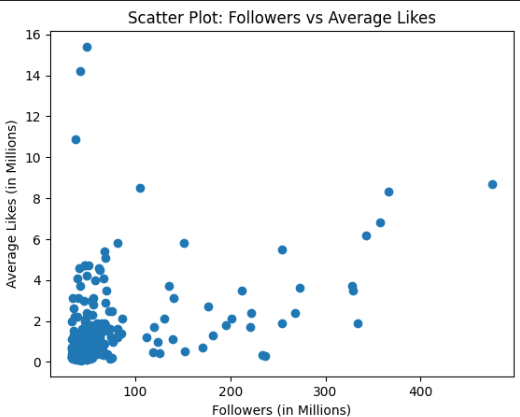 Scatter Plot: Followers vs Average Likes
16
14
12
10
8
6
4
2
0
Average Likes (in Millions)
100 200 300 400
Followers (in Millions)